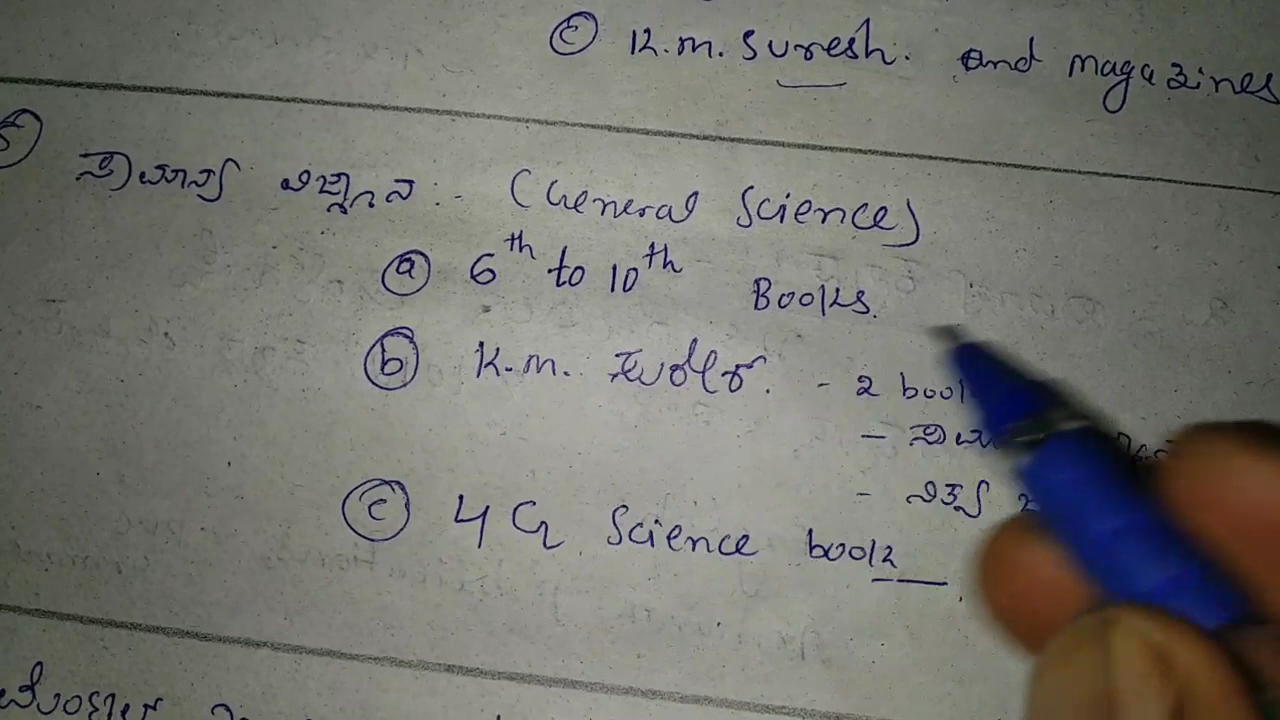 ⓒ K.M. Suresh. and magazines
ಸಾಮಾನ್ಯ ವಿಜ್ಞಾನ :- (General Science)
ⓐ 6th to 10th Books.
ⓑ K.M. ಸುರೇಶ್. - 2 boo
-
- ನಿತ್ಯ
ⓒ 4G Science book